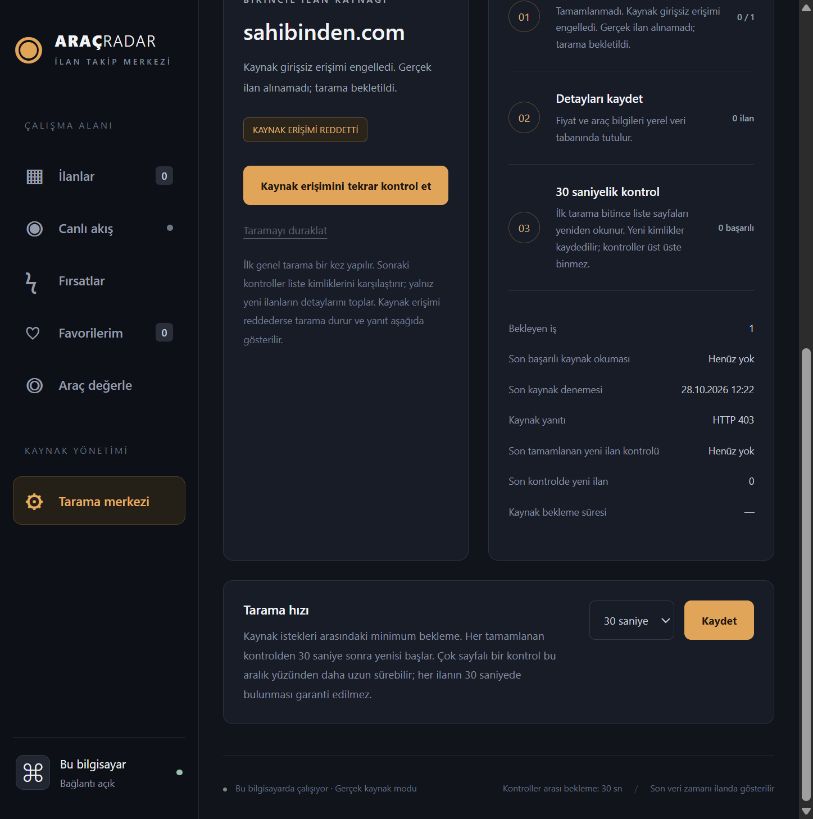 ARAÇRADAR
İLAN TAKİP MERKEZİ
ÇALIŞMA ALANI
İlanlar
0
Canlı akış
Fırsatlar
Favorilerim
0
Araç değerle
KAYNAK YÖNETİMİ
Tarama merkezi
Bu bilgisayar
Bağlantı açık
BİRİNCİL İLAN KAYNAĞI
sahibinden.com
Kaynak girişsiz erişimi engelledi. Gerçek
ilan alınamadı; tarama bekletildi.
KAYNAK ERİŞİMİ REDDETTİ
Kaynak erişimini tekrar kontrol et
Taramayı duraklat
İlk genel tarama bir kez yapılır. Sonraki
kontroller liste kimliklerini karşılaştırır; yalnız
yeni ilanların detaylarını toplar. Kaynak erişimi
reddederse tarama durur ve yanıt aşağıda
gösterilir.
01
Tamamlanmadı. Kaynak girişsiz erişimi
engelledi. Gerçek ilan alınamadı;
tarama bekletildi.
0 / 1
02
Detayları kaydet
Fiyat ve araç bilgileri yerel veri
tabanında tutulur.
0 ilan
03
30 saniyelik kontrol
İlk tarama bitince liste sayfaları
yeniden okunur. Yeni kimlikler
kaydedilir; kontroller üst üste
binmez.
0 başarılı
Bekleyen iş 1
Son başarılı kaynak okuması Henüz yok
Son kaynak denemesi 28.10.2026 12:22
Kaynak yanıtı HTTP 403
Son tamamlanan yeni ilan kontrolü Henüz yok
Son kontrolde yeni ilan 0
Kaynak bekleme süresi —
Tarama hızı
Kaynak istekleri arasındaki minimum bekleme. Her tamamlanan
kontrolden 30 saniye sonra yenisi başlar. Çok sayfalı bir kontrol bu
aralık yüzünden daha uzun sürebilir; her ilanın 30 saniyede
bulunması garanti edilmez.
30 saniye
Kaydet
Bu bilgisayarda çalışıyor · Gerçek kaynak modu
Kontroller arası bekleme: 30 sn / Son veri zamanı ilanda gösterilir